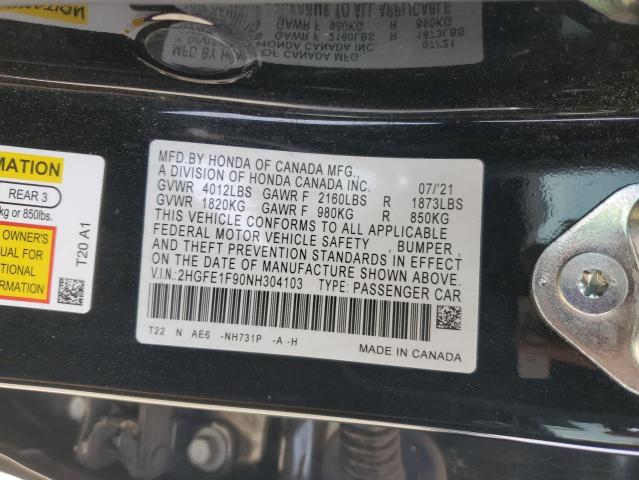 MFD.BY HONDA OF CANADA MFG.,
A DIVISION OF HONDA CANADA INC. 07/'21
GVWR 4012LBS GAWR F 2160LBS R 1873LBS
GVWR 1820KG GAWR F 980KG R 850KG
THIS VEHICLE CONFORMS TO ALL APPLICABLE
FEDERAL MOTOR VEHICLE SAFETY , BUMPER ,
AND THEFT PREVENTION STANDARDS IN EFFECT
ON THE DATE OF MANUFACTURE SHOWN ABOVE.
V.I.N:2HGFE1F90NH304103 TYPE: PASSENGER CAR
T22 N AE6 -NH731P -A -H
MADE IN CANADA
MATION
REAR 3
kg or 850lbs.
OWNER'S
UAL FOR
TIONAL
ORMATION
T20 A1